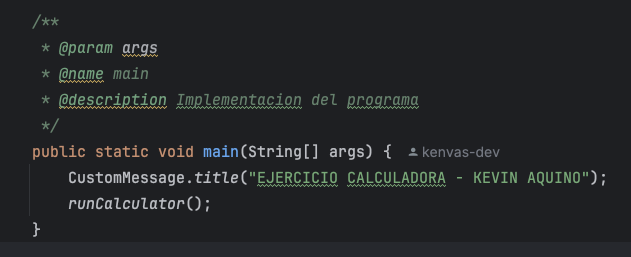 /**
 * @param args
 * @name main
 * @description Implementacion del programa
 */
public static void main(String[] args) { kenvas-dev
    CustomMessage.title("EJERCICIO CALCULADORA - KEVIN AQUINO");
    runCalculator();
}